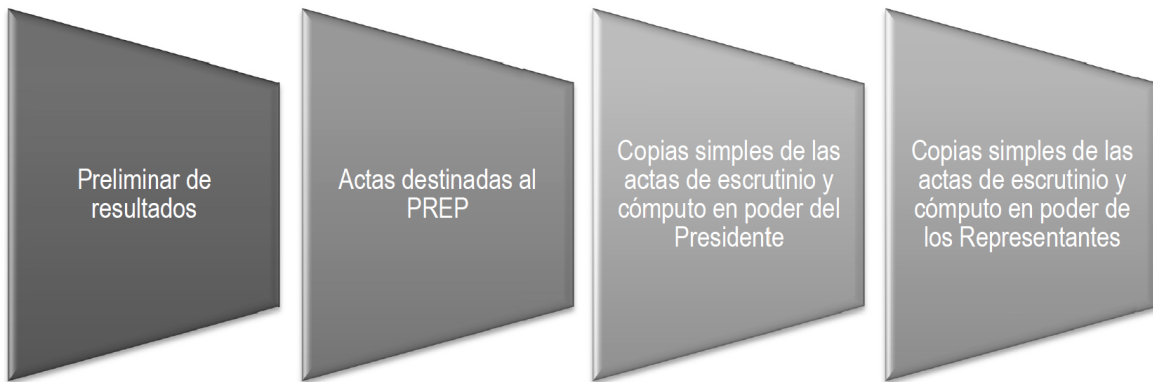 Preliminar de
resultados
Actas destinadas al
PREP
Copias simples de las
actas de escrutinio y
cómputo en poder del
Presidente
Copias simples de las
actas de escrutinio y
cómputo en poder de
los Representantes